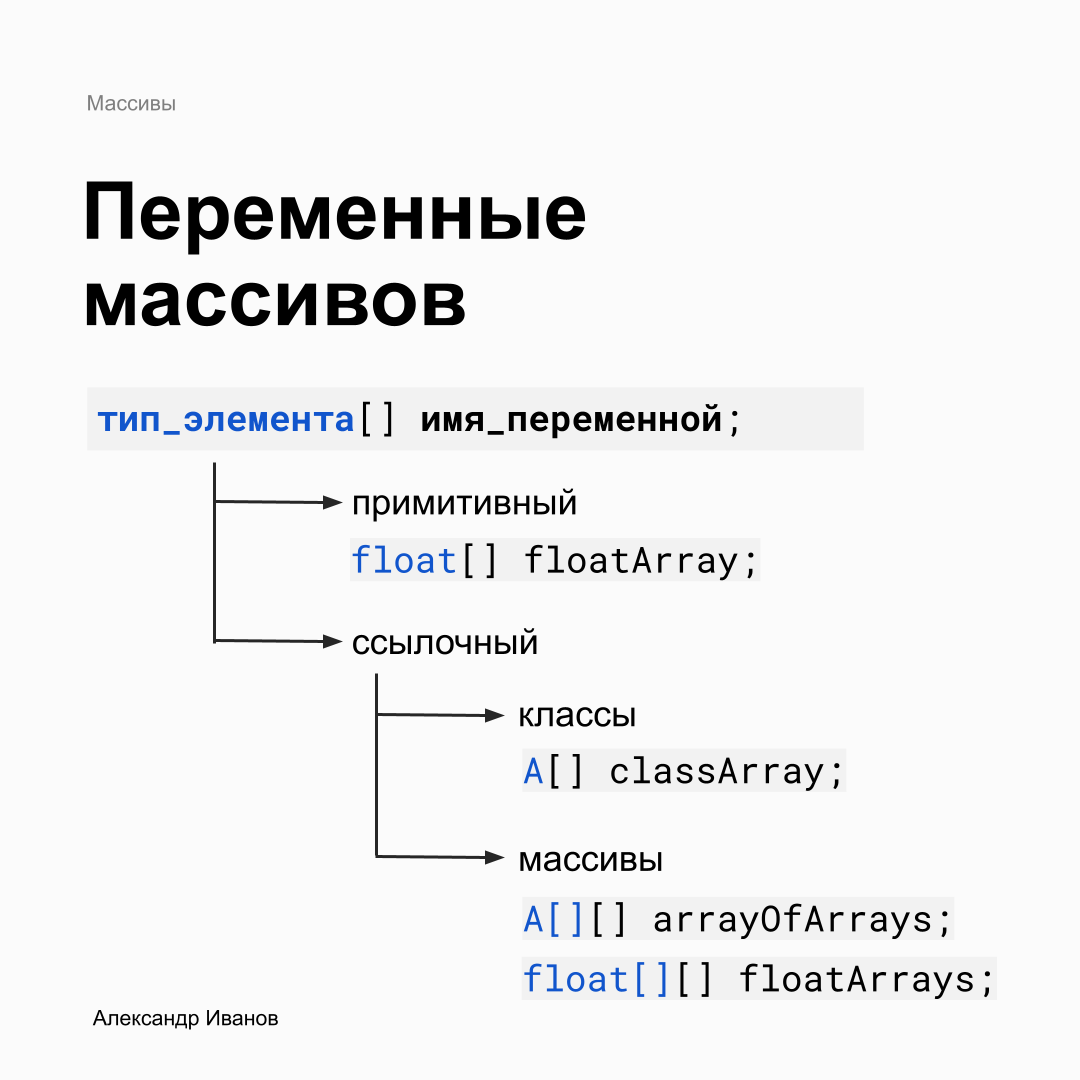 Массивы
Переменные
массивов
тип_элемента[] имя_переменной;
примитивный
float[] floatArray;
ссылочный
классы
A[] classArray;
массивы
A[][] arrayOfArrays;
float[][] floatArrays;
Александр Иванов